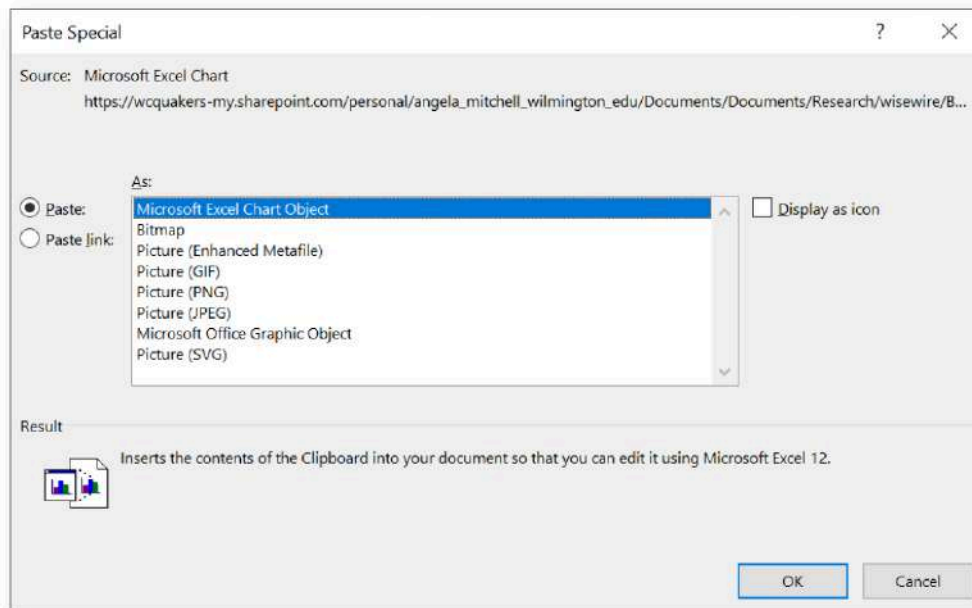 Paste Special ?
Source: Microsoft Excel Chart
https://wcquakers-my.sharepoint.com/personal/angela_mitchell_wilmington_edu/Documents/Documents/Research/wisewire/B...
As:
Paste:
Paste link:
Microsoft Excel Chart Object
Bitmap
Picture (Enhanced Metafile)
Picture (GIF)
Picture (PNG)
Picture (JPEG)
Microsoft Office Graphic Object
Picture (SVG)
Display as icon
Result
Inserts the contents of the Clipboard into your document so that you can edit it using Microsoft Excel 12.
OK Cancel